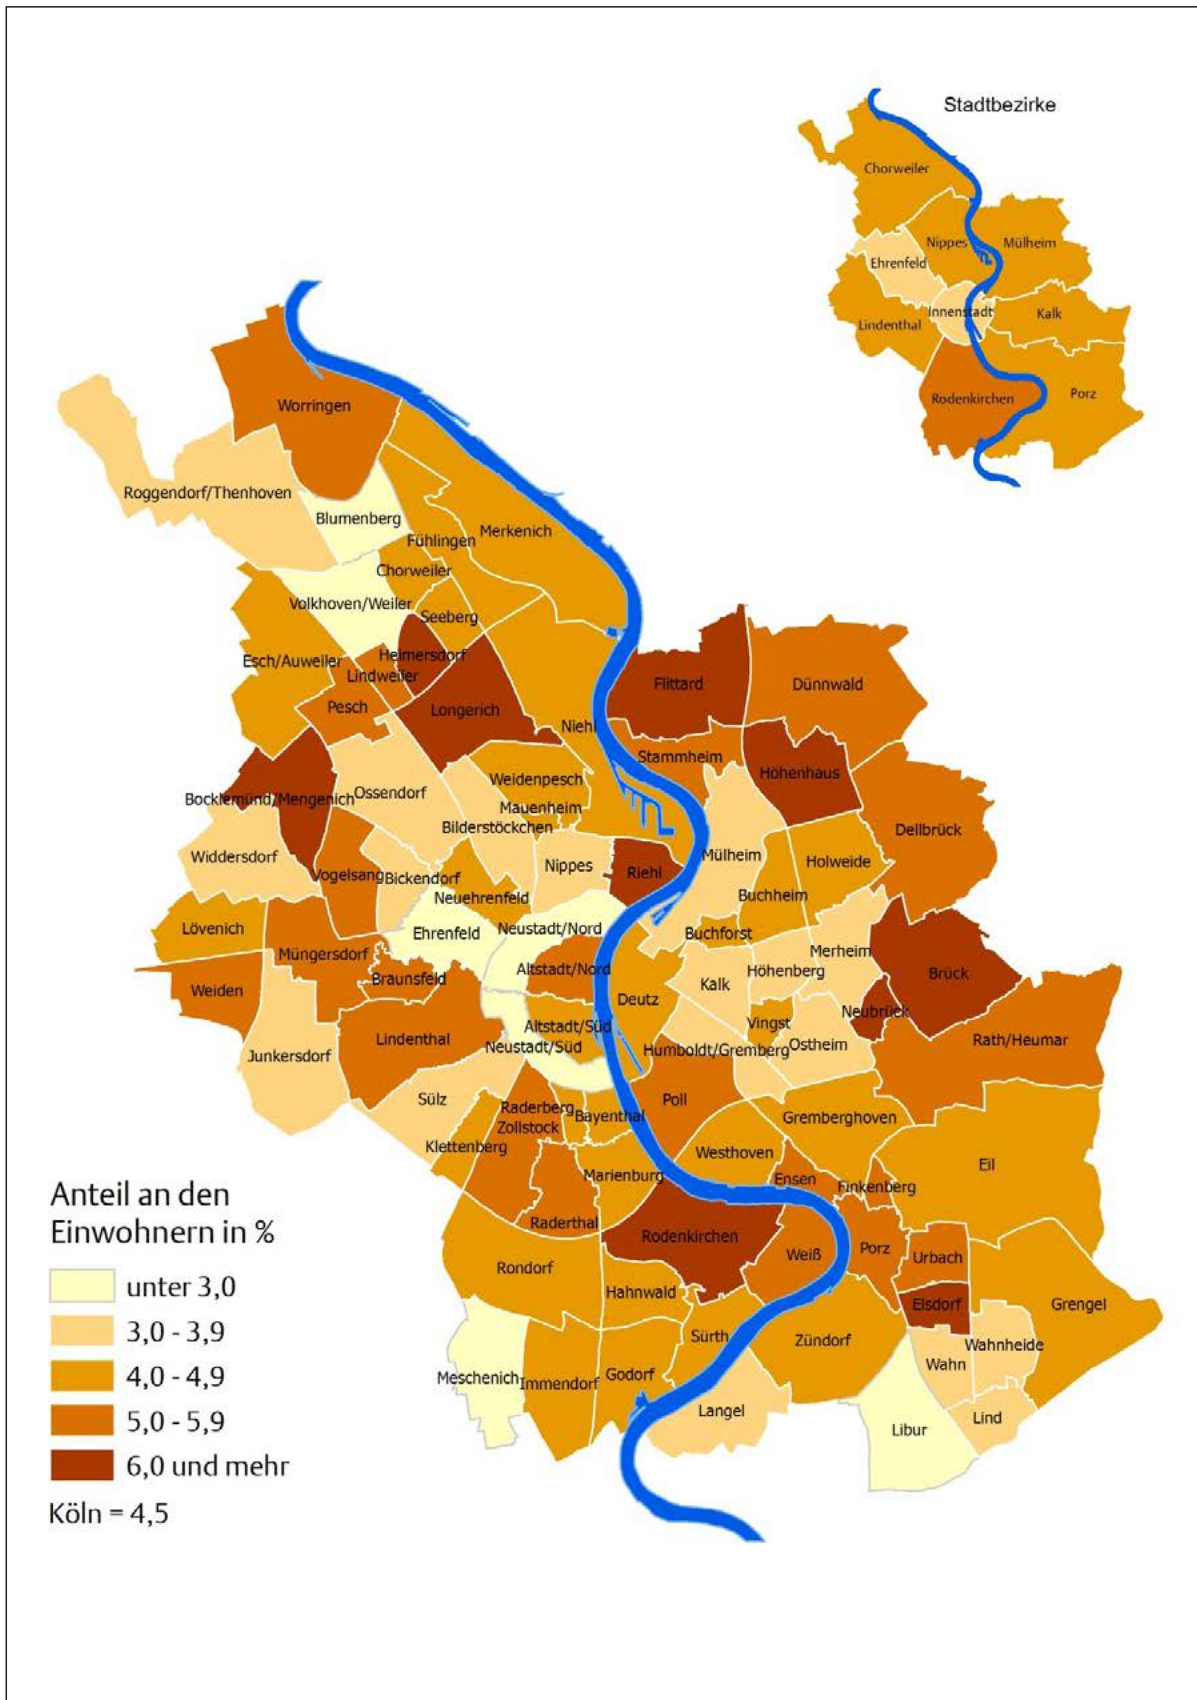 Stadtbezirke
Chorweiler
Nippes
Mülheim
Ehrenfeld
Innenstadt
Kalk
Lindenthal
Rodenkirchen
Porz
Worringen
Roggendorf/Thenhoven
Blumenberg
Merkenich
Fühlingen
Chorweiler
Volkhoven/Weiler
Seeberg
Heimersdorf
Esch/Auweiler
Lindweiler
Flittard
Dünnwald
Pesch
Longerich
Niehl
Stammheim
Höhenhaus
Weidenpesch
Ossendorf
Bocklemünd/Mengenich
Mauenheim
Bilderstöckchen
Dellbrück
Widdersdorf
Mülheim
Holweide
Nippes
Riehl
Vogelsang
Bickendorf
Buchheim
Neuehrenfeld
Lövenich
Ehrenfeld
Neustadt/Nord
Buchforst
Müngersdorf
Merheim
Altstadt/Nord
Höhenberg
Brück
Braunsfeld
Kalk
Weiden
Deutz
Neubrück
Vingst
Altstadt/Süd
Lindenthal
Rath/Heumar
Ostheim
Neustadt/Süd
Humboldt/Gremberg
Junkersdorf
Sülz
Poll
Raderberg
Bayenthal
Gremberghoven
Zollstock
Klettenberg
Westhoven
Eil
Marienburg
Ensen
Finkenberg
Raderthal
Rodenkirchen
Weiß
Porz
Urbach
Rondorf
Hahnwald
Elsdorf
Grengel
Sürth
Zündorf
Wahnheide
Wahn
Meschenich
Immendorf
Godorf
Langel
Lind
Libur
Anteil an den
Einwohnern in %
unter 3,0
3,0 - 3,9
4,0 - 4,9
5,0 - 5,9
6,0 und mehr
Köln = 4,5